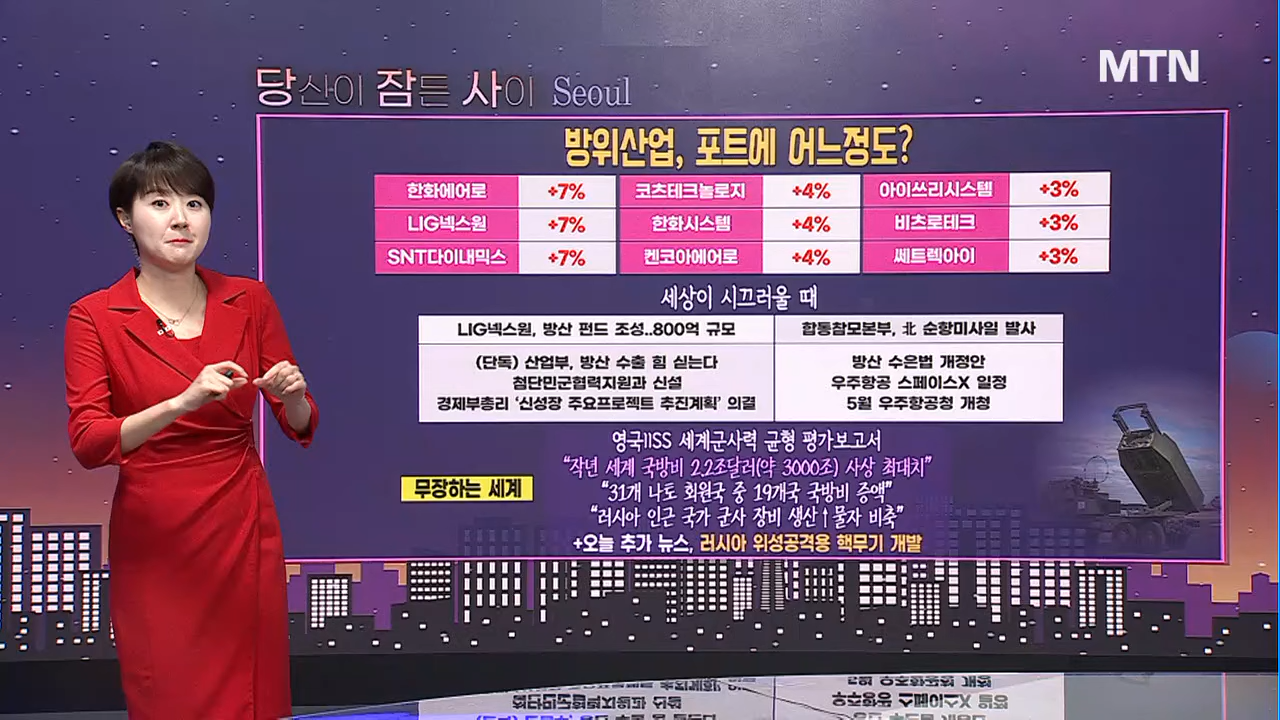 MTN
당산이 잠든 사이 Seoul
방위산업, 포트에 어느정도?
한화에어로 +7% 코츠테크놀로지 +4% 아이쓰리시스템 +3%
LIG넥스원 +7% 한화시스템 +4% 비츠로테크 +3%
SNT다이내믹스 +7% 켄코아에어로 +4% 쎄트렉아이 +3%
세상이 시끄러울 때
LIG넥스원, 방산 펀드 조성..800억 규모
합동참모본부, 北 순항미사일 발사
(단독) 산업부, 방산 수출 힘 싣는다
첨단민군협력지원과 신설
경제부총리 '신성장 주요프로젝트 추진계획' 의결
방산 수은법 개정안
우주항공 스페이스X 일정
5월 우주항공청 개청
무장하는 세계
영국IISS 세계군사력 균형 평가보고서
“작년 세계 국방비 2.2조달러(약 3000조) 사상 최대치”
“31개 나토 회원국 중 19개국 국방비 증액”
“러시아 인근 국가 군사 장비 생산↑물자 비축”
+오늘 추가 뉴스, 러시아 위성공격용 핵무기 개발